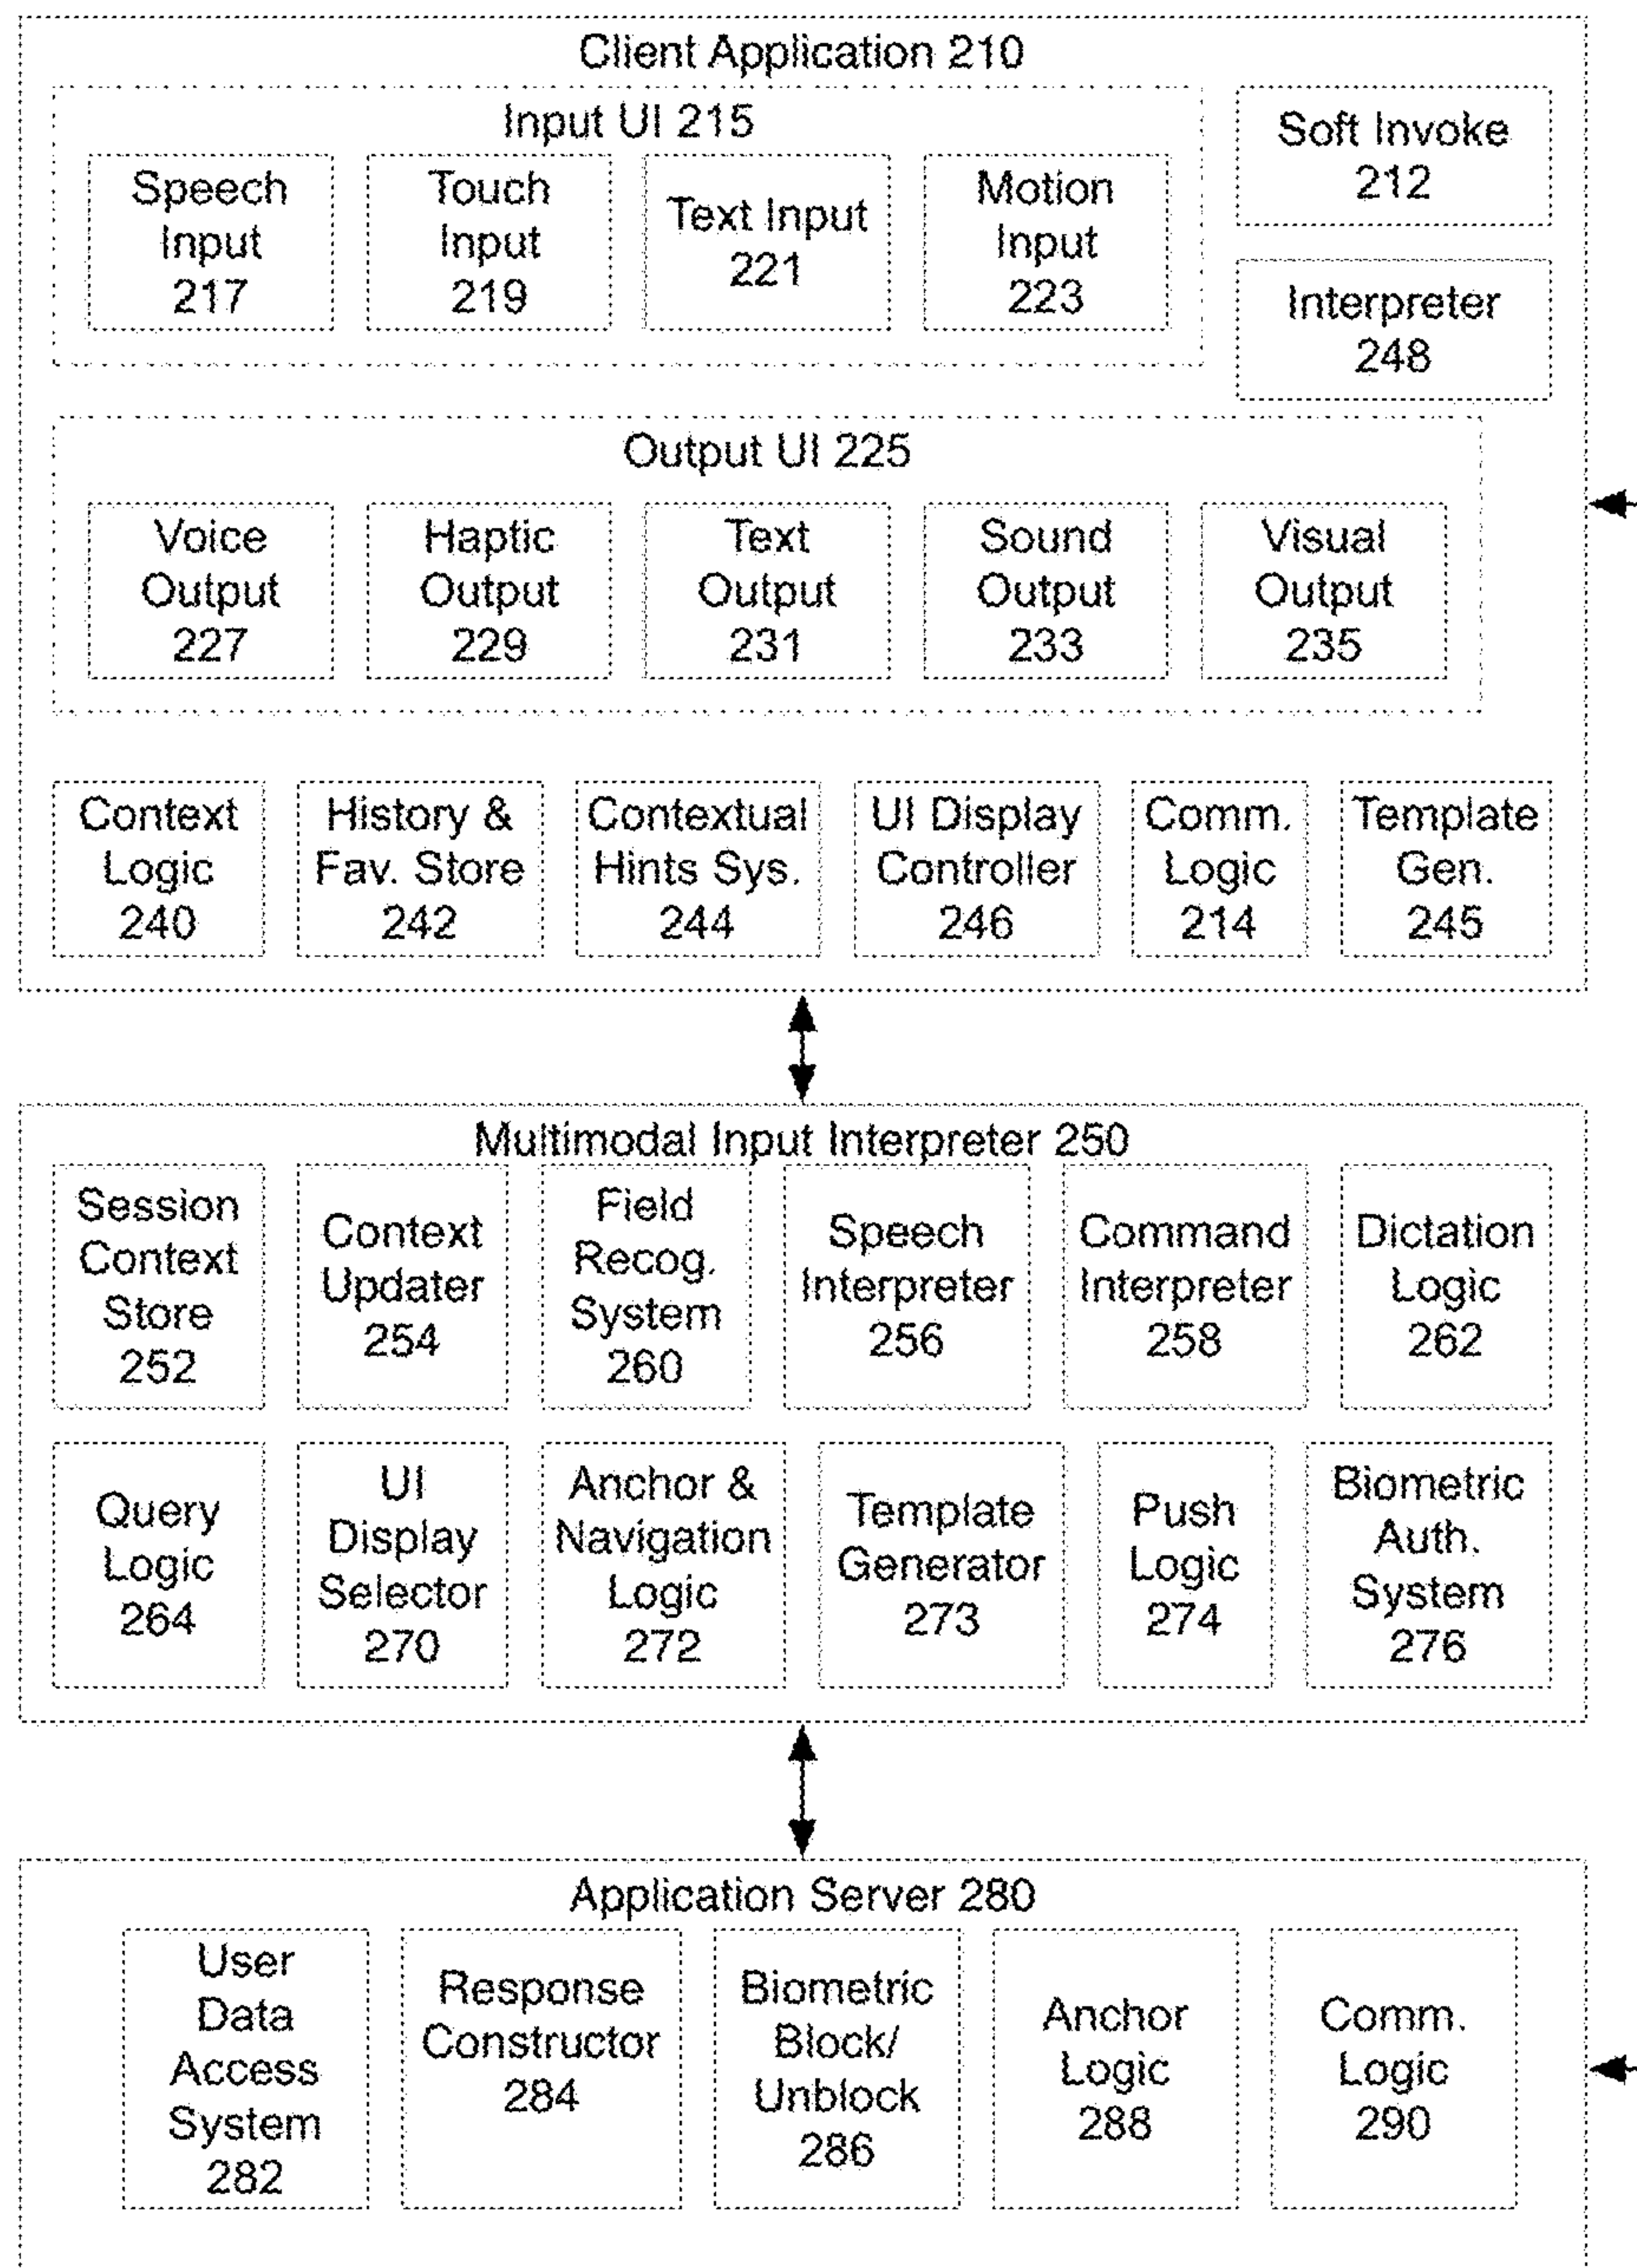 Client Application 210
Input UI 215
Speech
Input
217
Touch
Input
219
Text Input
221
Motion
Input
223
Soft Invoke
212
Interpreter
248
Output UI 225
Voice
Output
227
Haptic
Output
229
Text
Output
231
Sound
Output
233
Visual
Output
235
Context
Logic
240
History &
Fav. Store
242
Contextual
Hints Sys.
244
UI Display
Controller
246
Comm.
Logic
214
Template
Gen.
245
Multimodal Input Interpreter 250
Session
Context
Store
252
Context
Updater
254
Field
Recog.
System
260
Speech
Interpreter
256
Command
Interpreter
258
Dictation
Logic
262
Query
Logic
264
UI
Display
Selector
270
Anchor &
Navigation
Logic
272
Template
Generator
273
Push
Logic
274
Biometric
Auth.
System
276
Application Server 280
User
Data
Access
System
282
Response
Constructor
284
Biometric
Block/
Unblock
286
Anchor
Logic
288
Comm.
Logic
290